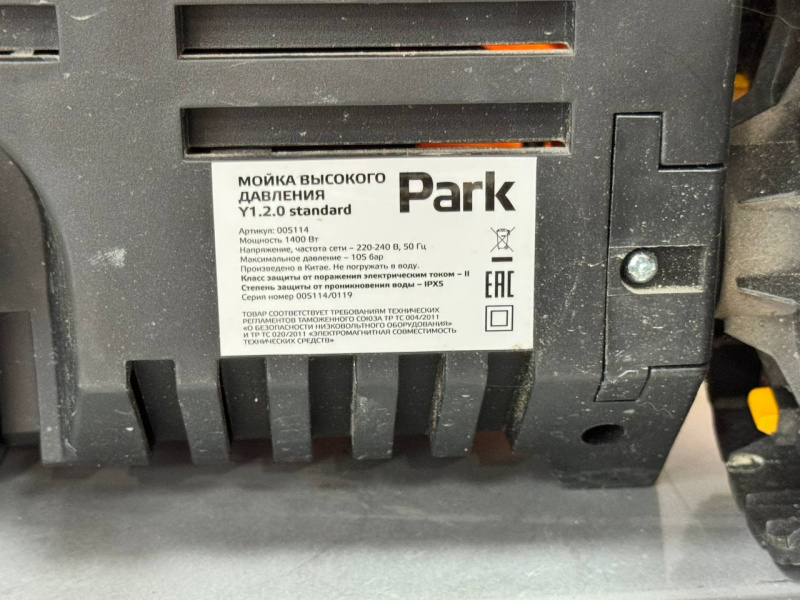 МОЙКА ВЫСОКОГО
ДАВЛЕНИЯ
Y1.2.0 standard
Park
Артикул: 005114
Мощность 1400 Вт
Напряжение, частота сети – 220-240 В, 50 Гц
Максимальное давление – 105 бар
Произведено в Китае. Не погружать в воду.
Класс защиты от поражения электрическим током – II
Степень защиты от проникновения воды – IPX5
Серия номер 005114/0119
EAC
ТОВАР СООТВЕТСТВУЕТ ТРЕБОВАНИЯМ ТЕХНИЧЕСКИХ
РЕГЛАМЕНТОВ ТАМОЖЕННОГО СОЮЗА ТР ТС 004/2011
«О БЕЗОПАСНОСТИ НИЗКОВОЛЬТНОГО ОБОРУДОВАНИЯ»
И ТР ТС 020/2011 «ЭЛЕКТРОМАГНИТНАЯ СОВМЕСТИМОСТЬ
ТЕХНИЧЕСКИХ СРЕДСТВ»